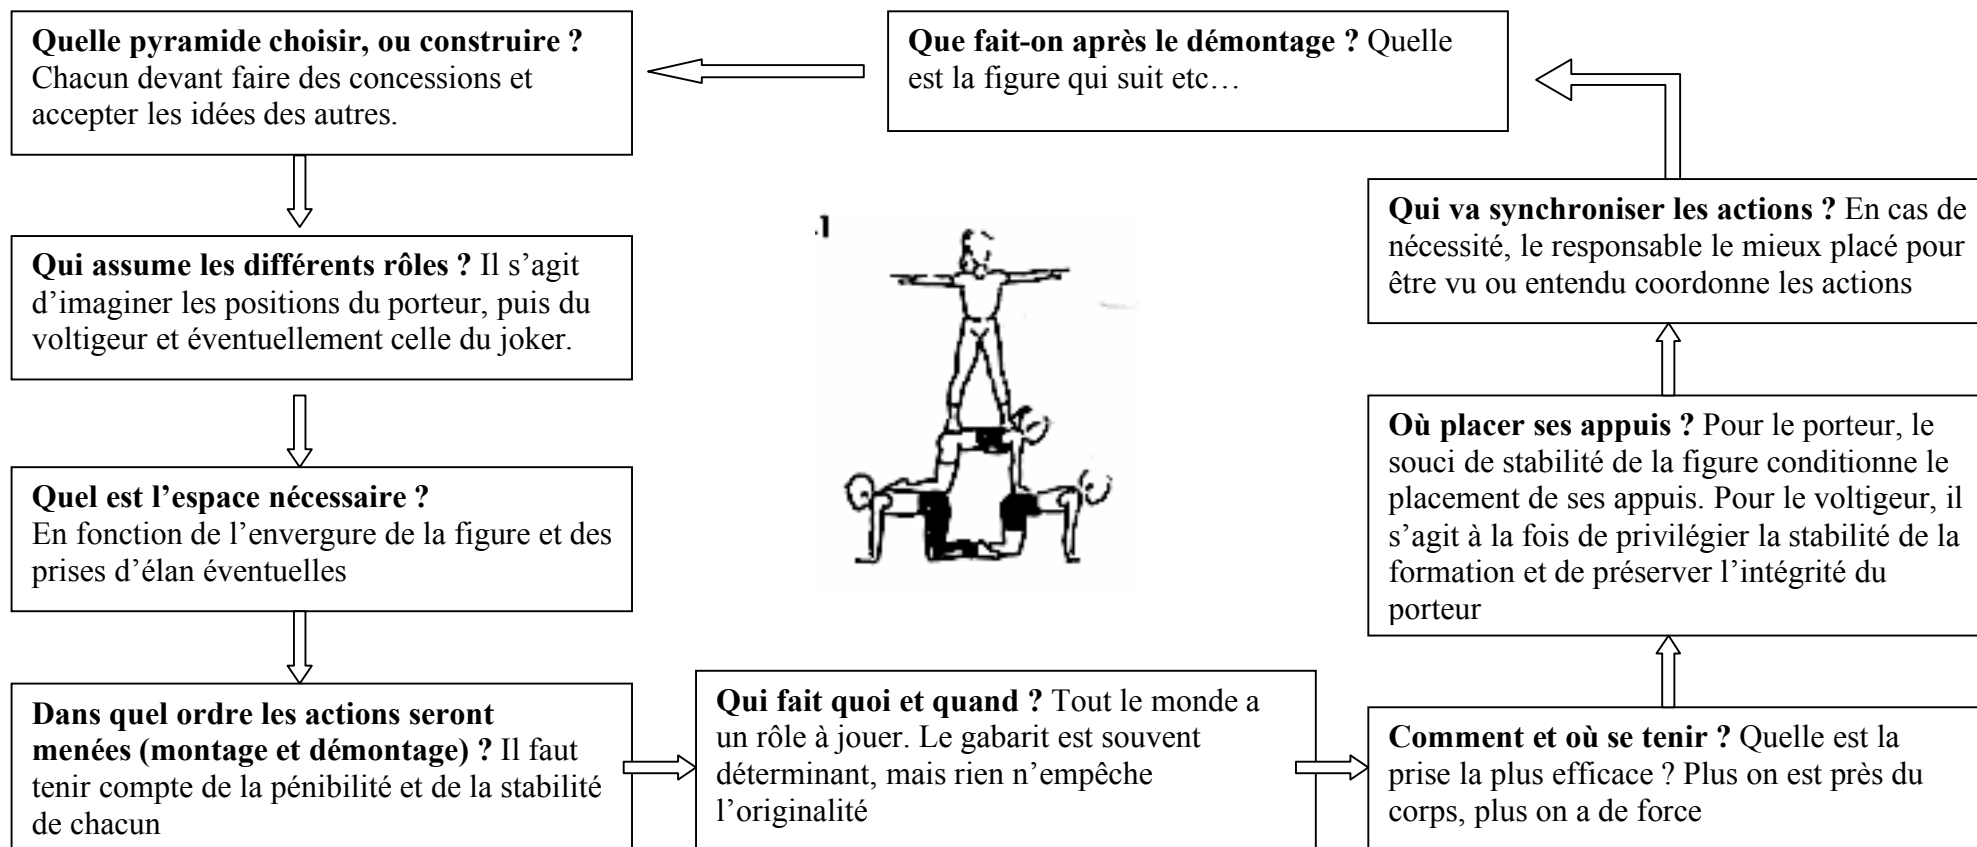 Quelle pyramide choisir, ou construire ?
Chacun devant faire des concessions et
accepter les idées des autres.
Que fait-on après le démontage ? Quelle
est la figure qui suit etc…
Qui assume les différents rôles ? Il s’agit
d’imaginer les positions du porteur, puis du
voltigeur et éventuellement celle du joker.
Quel est l’espace nécessaire ?
En fonction de l’envergure de la figure et des
prises d’élan éventuelles
Dans quel ordre les actions seront
menées (montage et démontage) ? Il faut
tenir compte de la pénibilité et de la stabilité
de chacun
Qui fait quoi et quand ? Tout le monde a
un rôle à jouer. Le gabarit est souvent
déterminant, mais rien n’empêche
l’originalité
Comment et où se tenir ? Quelle est la
prise la plus efficace ? Plus on est près du
corps, plus on a de force
Où placer ses appuis ? Pour le porteur, le
souci de stabilité de la figure conditionne le
placement de ses appuis. Pour le voltigeur, il
s’agit à la fois de privilégier la stabilité de la
formation et de préserver l’intégrité du
porteur
Qui va synchroniser les actions ? En cas de
nécessité, le responsable le mieux placé pour
être vu ou entendu coordonne les actions